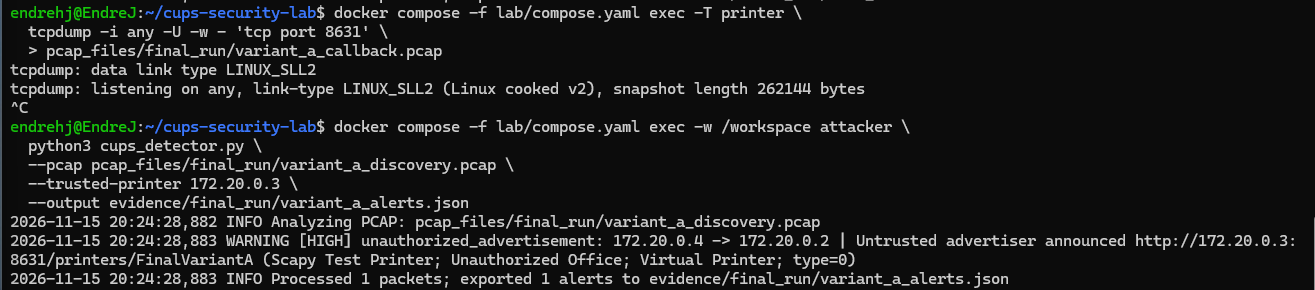 endrehj@EndreJ:~/cups-security-lab$ docker compose -f lab/compose.yaml exec -T printer \
  tcpdump -i any -U -w - 'tcp port 8631' \
  > pcap_files/final_run/variant_a_callback.pcap
tcpdump: data link type LINUX_SLL2
tcpdump: listening on any, link-type LINUX_SLL2 (Linux cooked v2), snapshot length 262144 bytes
^C
endrehj@EndreJ:~/cups-security-lab$ docker compose -f lab/compose.yaml exec -w /workspace attacker \
  python3 cups_detector.py \
  --pcap pcap_files/final_run/variant_a_discovery.pcap \
  --trusted-printer 172.20.0.3 \
  --output evidence/final_run/variant_a_alerts.json
2026-11-15 20:24:28,882 INFO Analyzing PCAP: pcap_files/final_run/variant_a_discovery.pcap
2026-11-15 20:24:28,883 WARNING [HIGH] unauthorized_advertisement: 172.20.0.4 -> 172.20.0.2 | Untrusted advertiser announced http://172.20.0.3:
8631/printers/FinalVariantA (Scapy Test Printer; Unauthorized Office; Virtual Printer; type=0)
2026-11-15 20:24:28,883 INFO Processed 1 packets; exported 1 alerts to evidence/final_run/variant_a_alerts.json